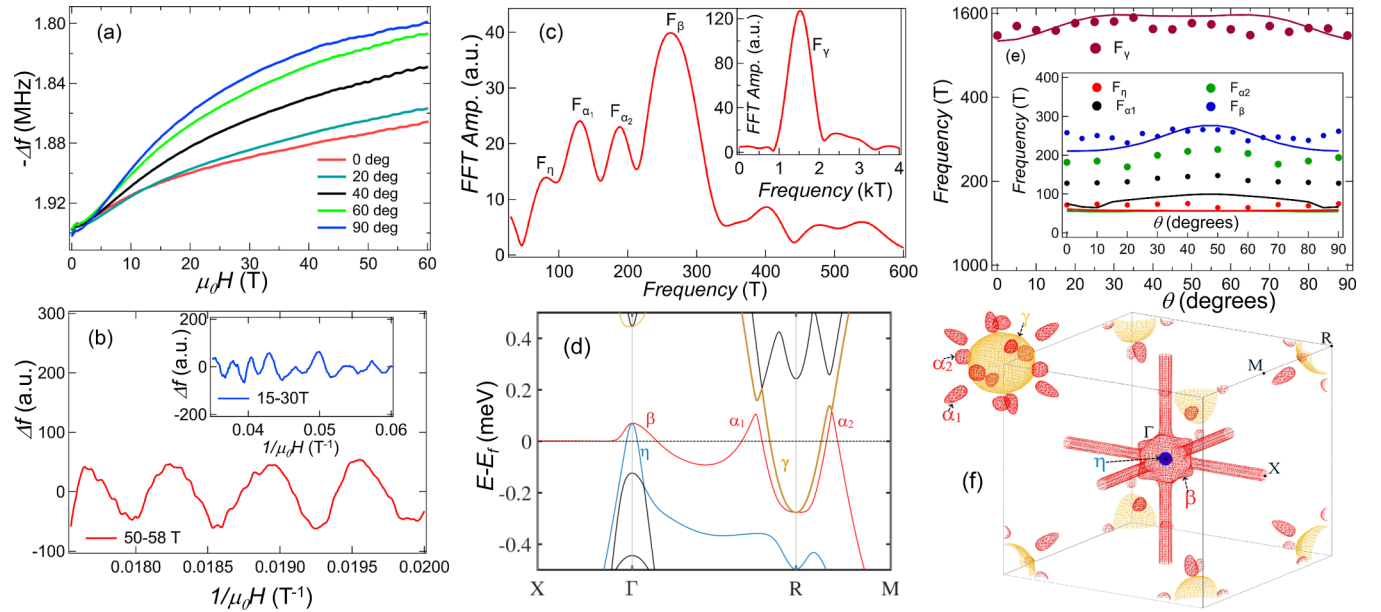 (a)
-Δf (MHz)
1.80
1.84
1.88
1.92
0 deg
20 deg
40 deg
60 deg
90 deg
0 10 20 30 40 50 60
μ₀H (T)
(b)
Δf (a.u.)
300
200
100
0
-100
Δf (a.u.)
200
0
-200
15-30T
0.04 0.05 0.06
1/μ₀H (T⁻¹)
50-58 T
0.0180 0.0185 0.0190 0.0195 0.0200
1/μ₀H (T⁻¹)
(c)
FFT Amp. (a.u.)
40
30
20
10
0
Fη
Fα₁
Fα₂
Fβ
FFT Amp. (a.u.)
120
80
40
0
Fγ
0 1 2 3 4
Frequency (kT)
100 200 300 400 500 600
Frequency (T)
(d)
E-Ef (meV)
0.4
0.2
0
-0.2
-0.4
β
η
α₁
α₂
γ
X Γ R M
(e)
Frequency (T)
1600
400
200
1000
Fγ
Frequency (T)
400
300
200
100
0
Fη
Fα1
Fα2
Fβ
0 10 20 30 40 50 60 70 80 90
θ (degrees)
0 10 20 30 40 50 60 70 80 90
θ (degrees)
(f)
γ
α₂
α₁
R
M
Γ
η
X
β